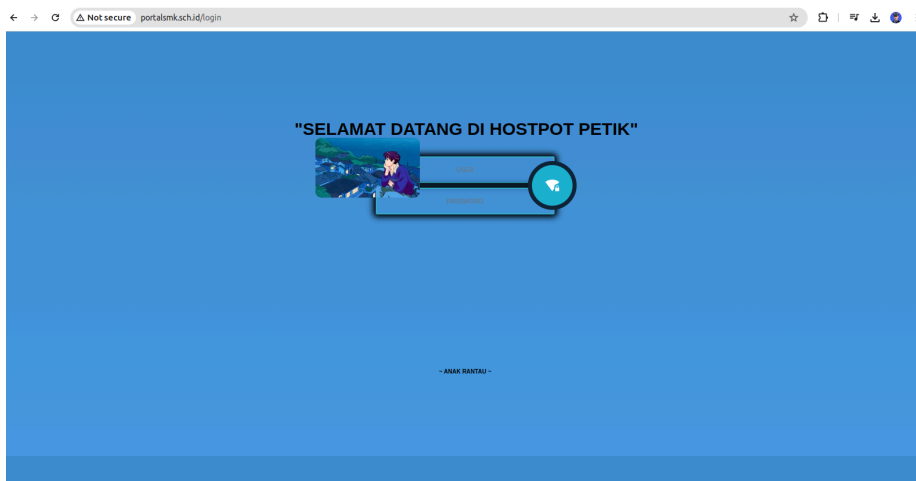 Not secure portalsmk.sch.id/login
"SELAMAT DATANG DI HOSTPOT PETIK"
~ ANAK RANTAU ~